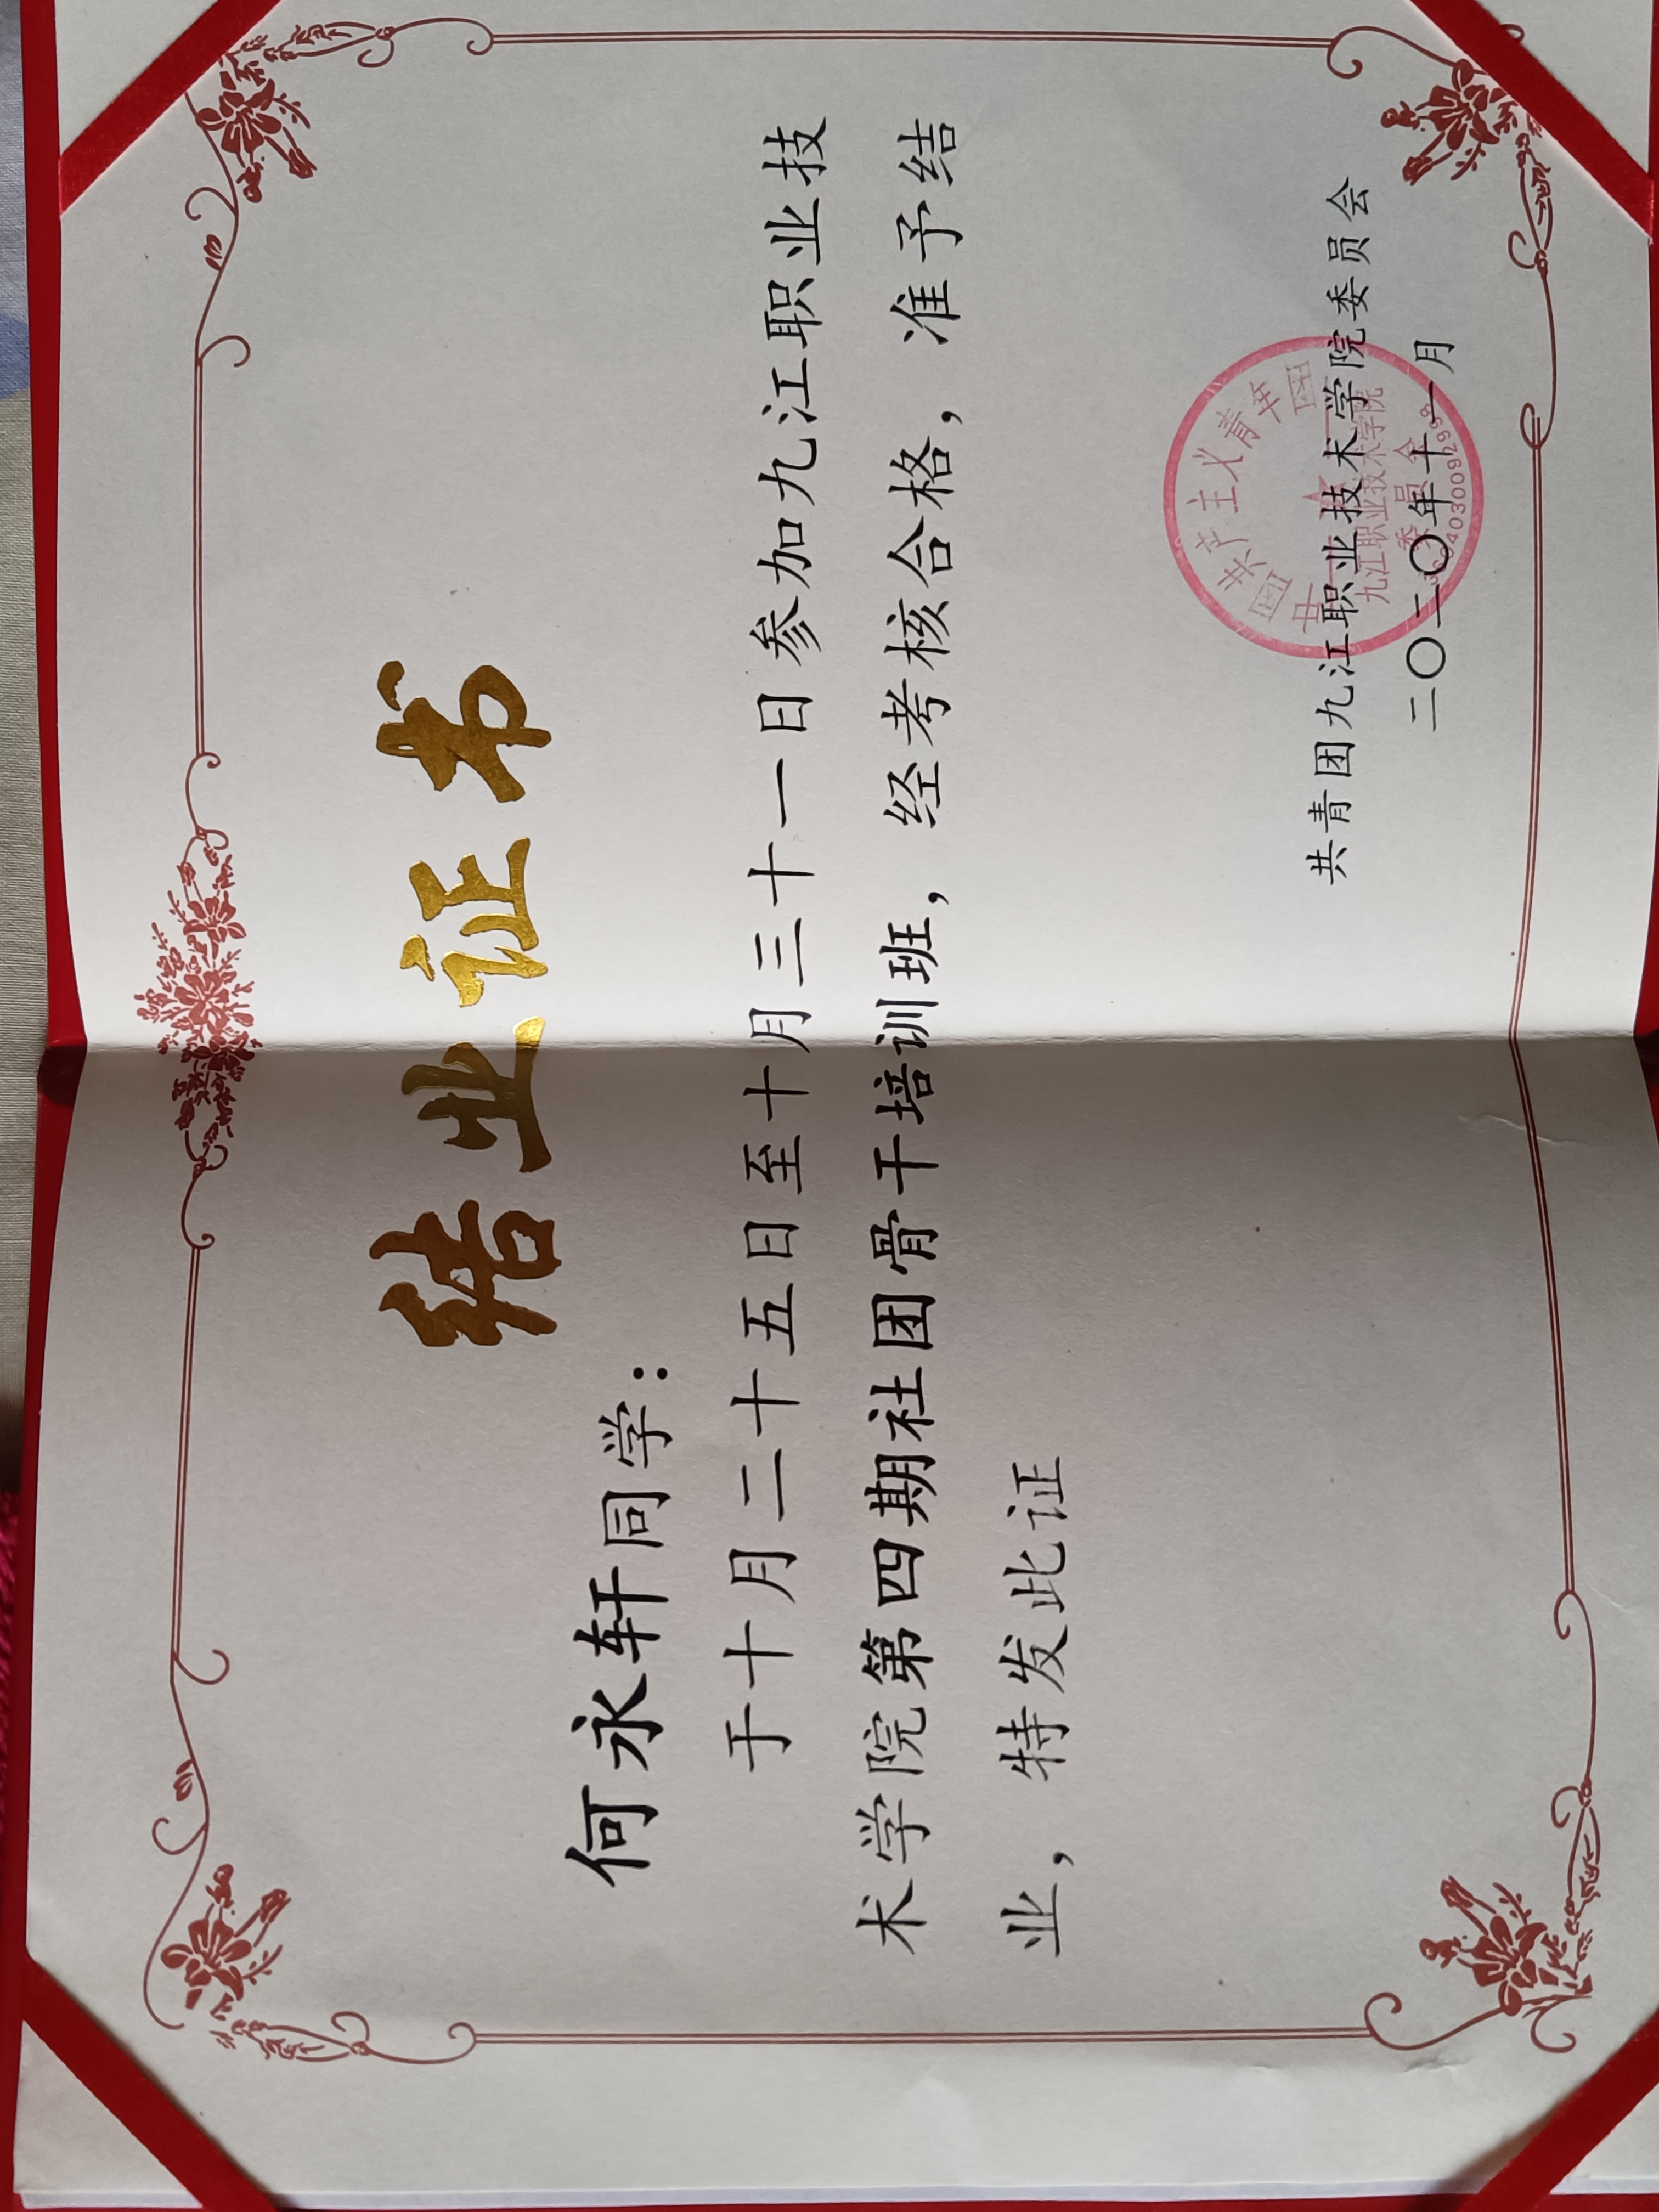 结业证书
何永轩同学：
于十月二十五日至十月三十一日参加九江职业技
术学院第四期社团骨干培训班，经考核合格，准予结
业，特发此证
中国共产主义青年团
共青团九江职业技术学院委员会
九江职业技术学院
委员会
二〇二〇年十一月